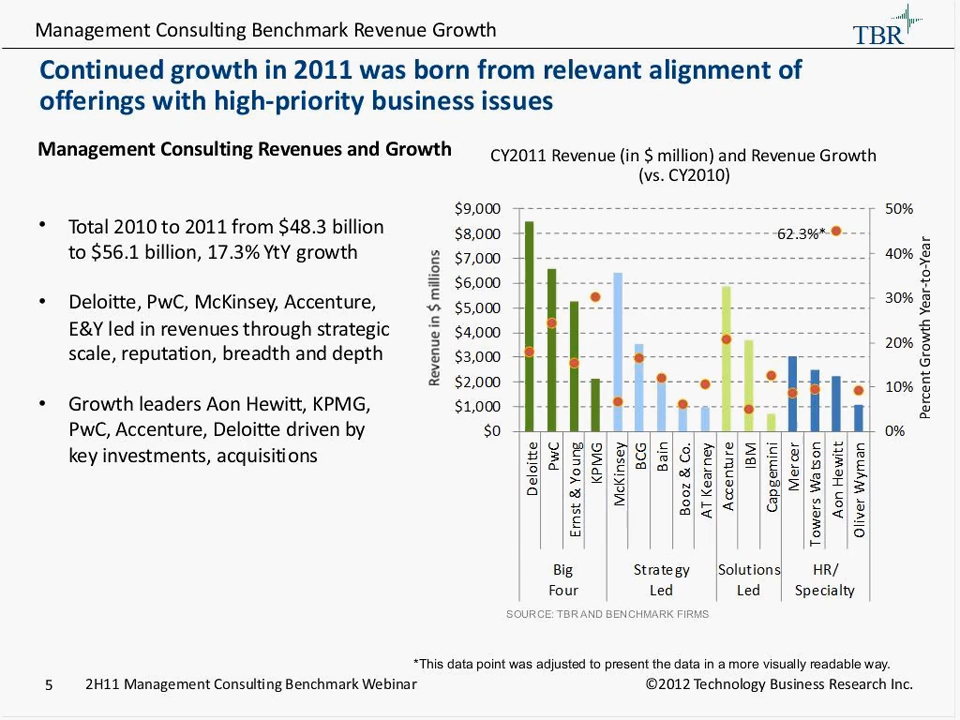 Management Consulting Benchmark Revenue Growth
TBR
Continued growth in 2011 was born from relevant alignment of
offerings with high-priority business issues
Management Consulting Revenues and Growth
• Total 2010 to 2011 from $48.3 billion
to $56.1 billion, 17.3% YtY growth
• Deloitte, PwC, McKinsey, Accenture,
E&Y led in revenues through strategic
scale, reputation, breadth and depth
• Growth leaders Aon Hewitt, KPMG,
PwC, Accenture, Deloitte driven by
key investments, acquisitions
CY2011 Revenue (in $ million) and Revenue Growth
(vs. CY2010)
Revenue in $ millions
$9,000
$8,000
$7,000
$6,000
$5,000
$4,000
$3,000
$2,000
$1,000
$0
62.3%*
50%
40%
30%
20%
10%
0%
Percent Growth Year-to-Year
Deloitte
PwC
Ernst & Young
KPMG
McKinsey
BCG
Bain
Booz & Co.
AT Kearney
Accenture
IBM
Capgemini
Mercer
Towers Watson
Aon Hewitt
Oliver Wyman
Big
Four
Strategy
Led
Solutions
Led
HR/
Specialty
SOURCE: TBR AND BENCHMARK FIRMS
*This data point was adjusted to present the data in a more visually readable way.
5 2H11 Management Consulting Benchmark Webinar
©2012 Technology Business Research Inc.